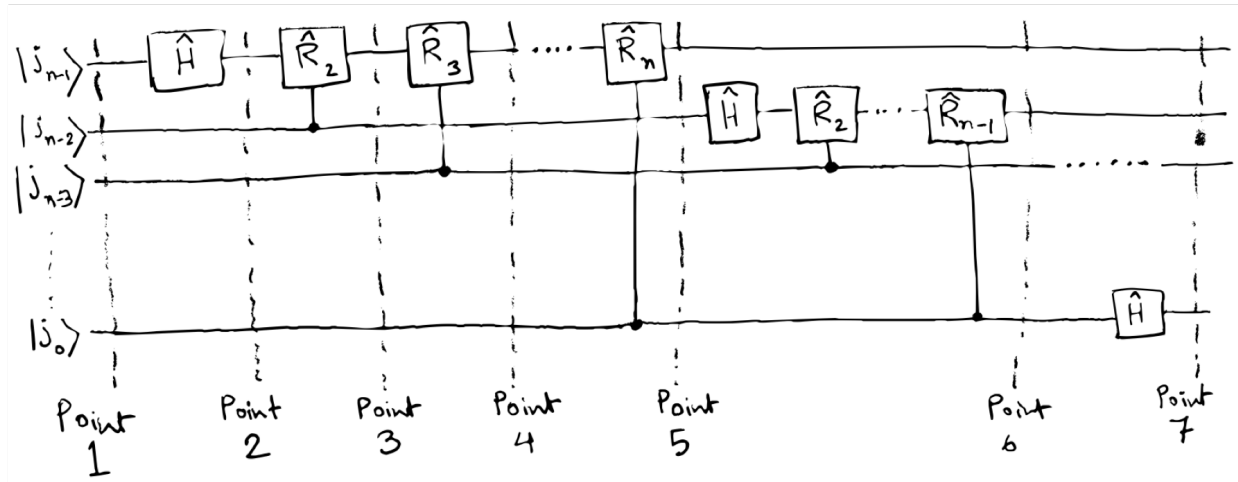 |j_{n-1}⟩ Ĥ R̂_2 R̂_3 ..... R̂_n
|j_{n-2}⟩ Ĥ R̂_2 ..... R̂_{n-1}
|j_{n-3}⟩ .......
|j_0⟩ Ĥ
Point 1
Point 2
Point 3
Point 4
Point 5
Point 6
Point 7